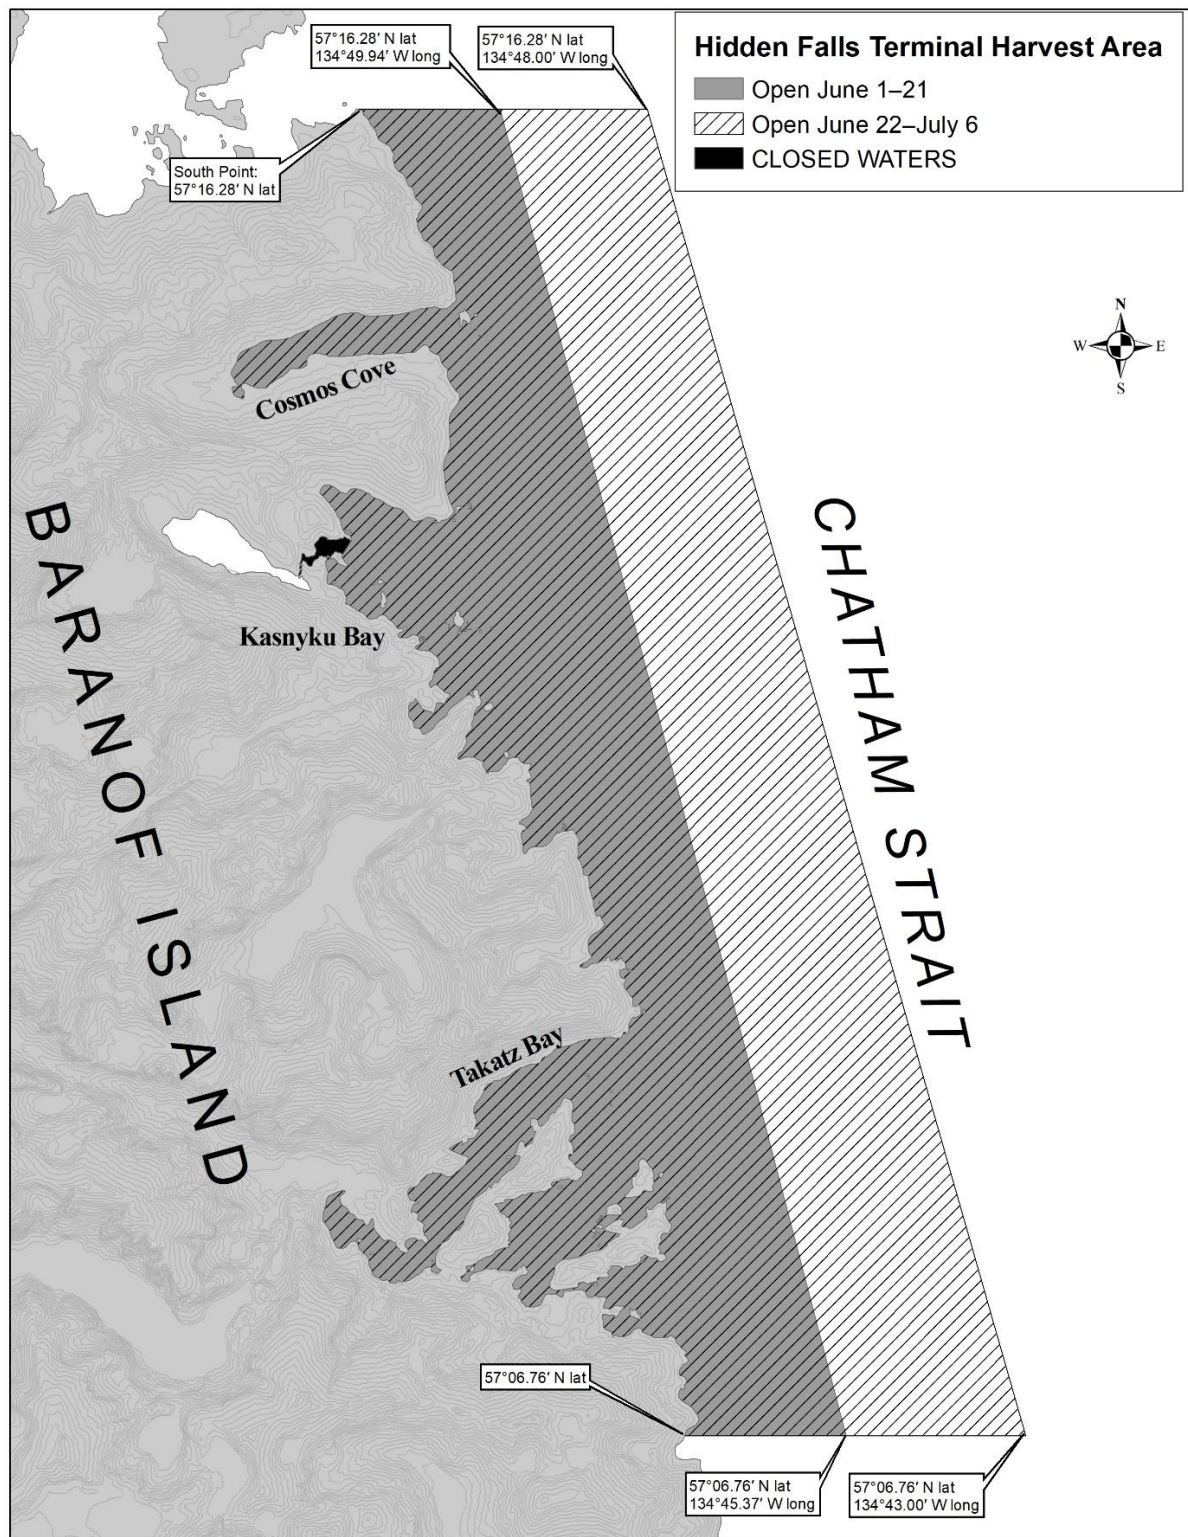 57°16.28′ N lat
134°49.94′ W long
57°16.28′ N lat
134°48.00′ W long
Hidden Falls Terminal Harvest Area
Open June 1–21
Open June 22–July 6
CLOSED WATERS
South Point:
57°16.28′ N lat
N
W
E
S
Cosmos Cove
Kasnyku Bay
BARANOF ISLAND
CHATHAM STRAIT
Takatz Bay
57°06.76′ N lat
57°06.76′ N lat
134°45.37′ W long
57°06.76′ N lat
134°43.00′ W long